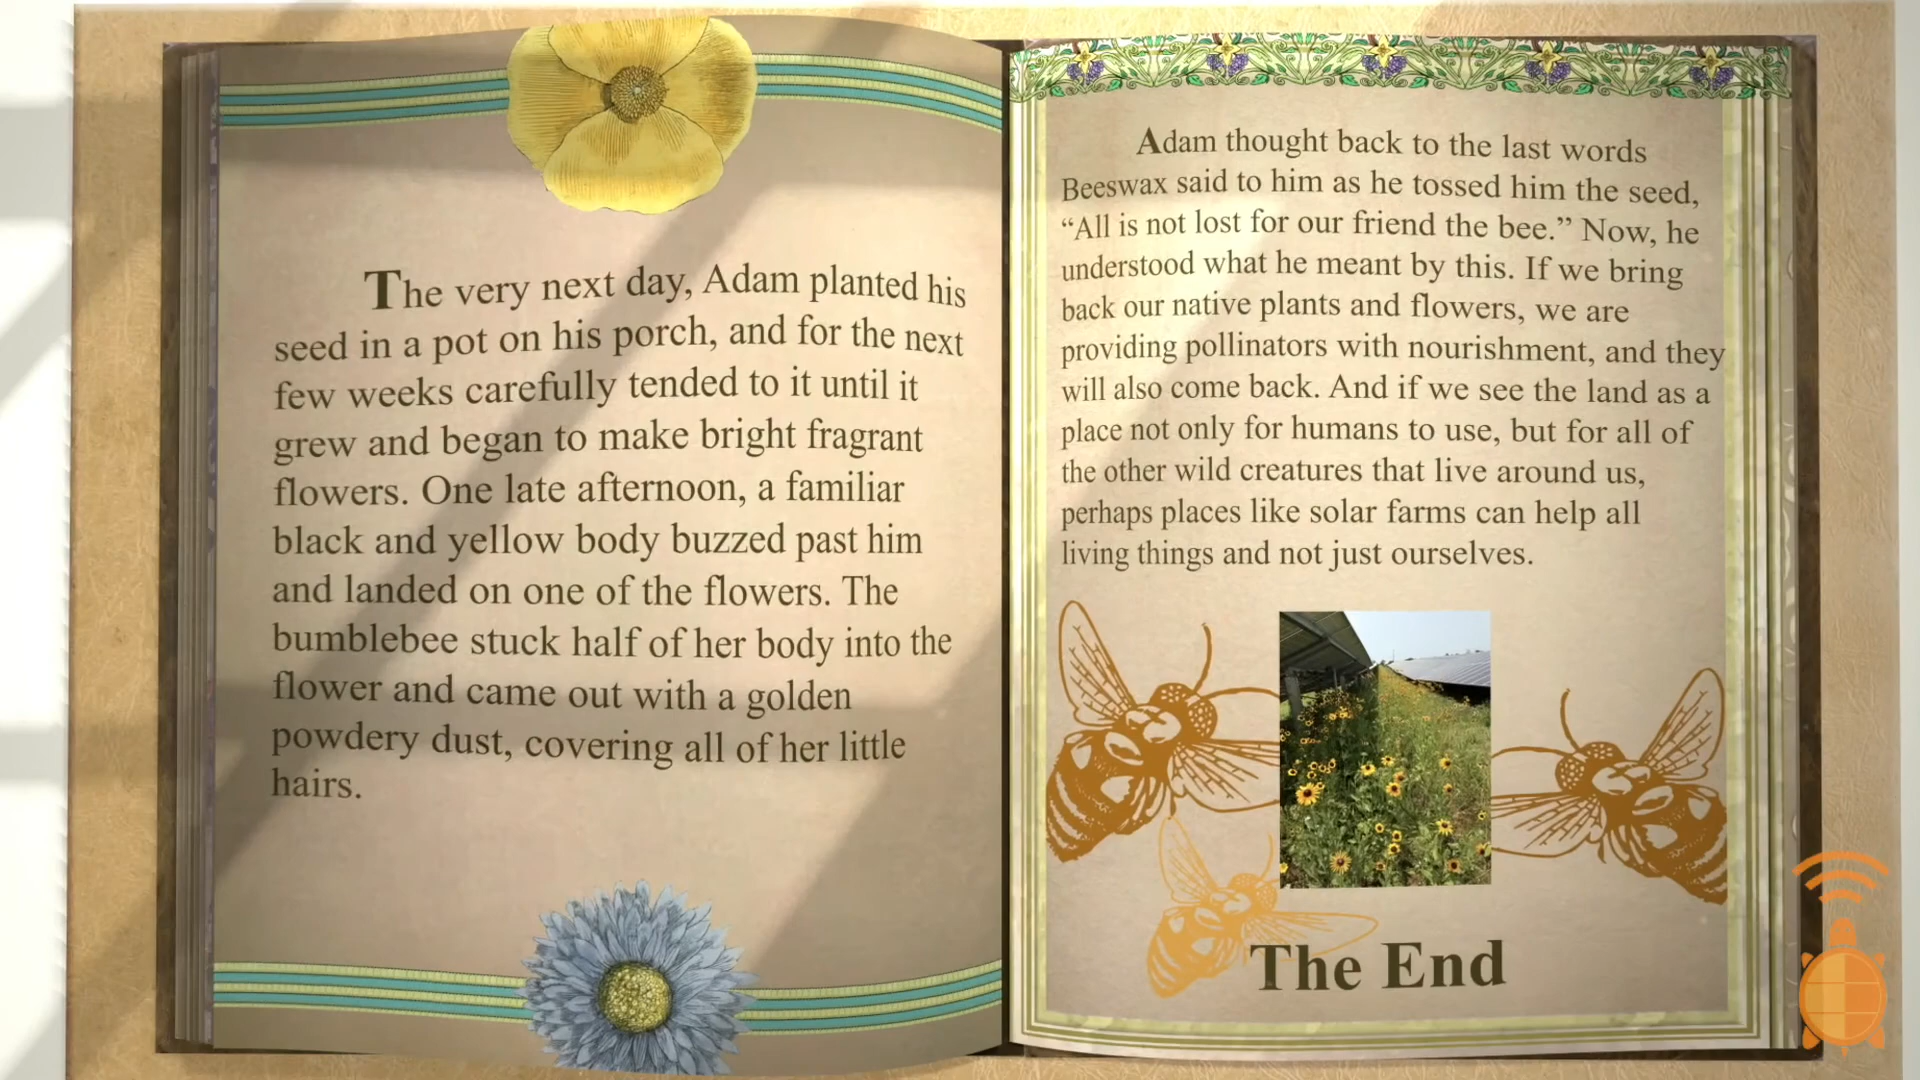 The very next day, Adam planted his
seed in a pot on his porch, and for the next
few weeks carefully tended to it until it
grew and began to make bright fragrant
flowers. One late afternoon, a familiar
black and yellow body buzzed past him
and landed on one of the flowers. The
bumblebee stuck half of her body into the
flower and came out with a golden
powdery dust, covering all of her little
hairs.
Adam thought back to the last words
Beeswax said to him as he tossed him the seed,
“All is not lost for our friend the bee.” Now, he
understood what he meant by this. If we bring
back our native plants and flowers, we are
providing pollinators with nourishment, and they
will also come back. And if we see the land as a
place not only for humans to use, but for all of
the other wild creatures that live around us,
perhaps places like solar farms can help all
living things and not just ourselves.
The End